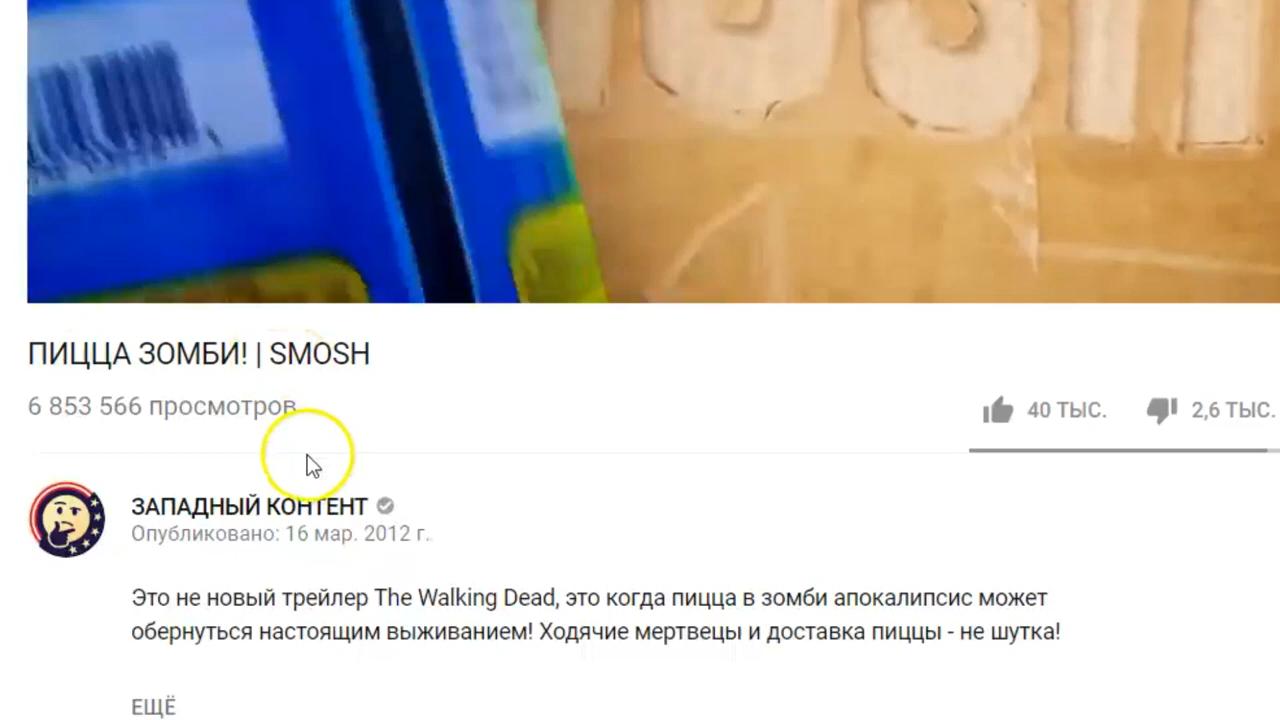 ПИЦЦА ЗОМБИ! | SMOSH
6 853 566 просмотров
40 ТЫС.
2,6 ТЫС.
ЗАПАДНЫЙ КОНТЕНТ
Опубликовано: 16 мар. 2012 г.
Это не новый трейлер The Walking Dead, это когда пицца в зомби апокалипсис может
обернуться настоящим выживанием! Ходячие мертвецы и доставка пиццы - не шутка!
ЕЩЁ